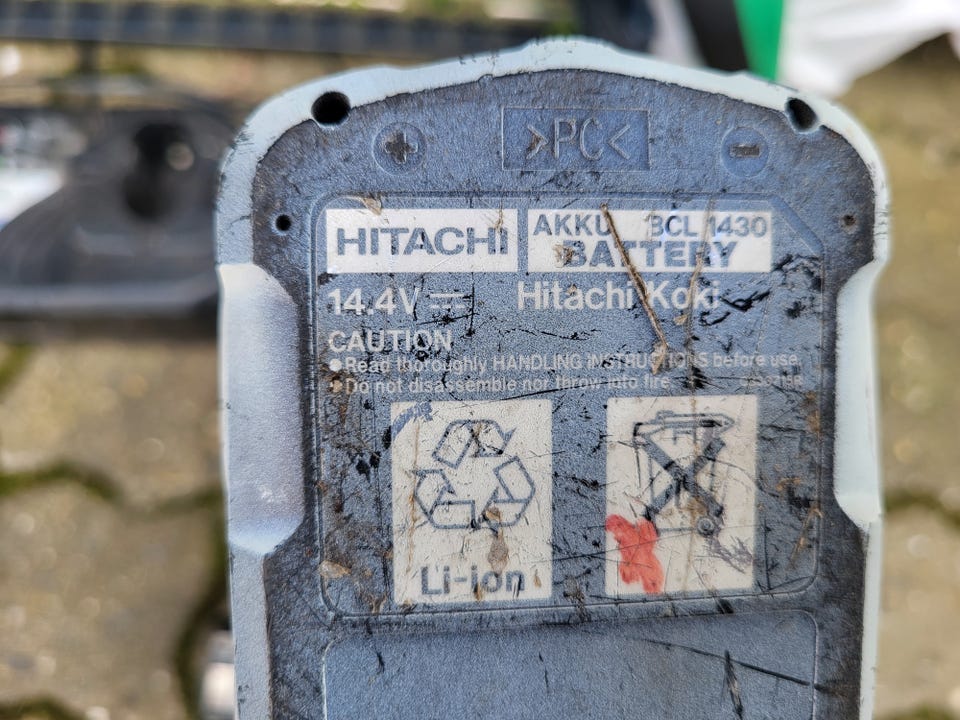 >PC<
HITACHI
AKKU BCL 1430
BATTERY
14.4V
Hitachi Koki
CAUTION
●Read thoroughly HANDLING INSTRUCTIONS before use.
●Do not disassemble nor throw into fire.
Li-ion